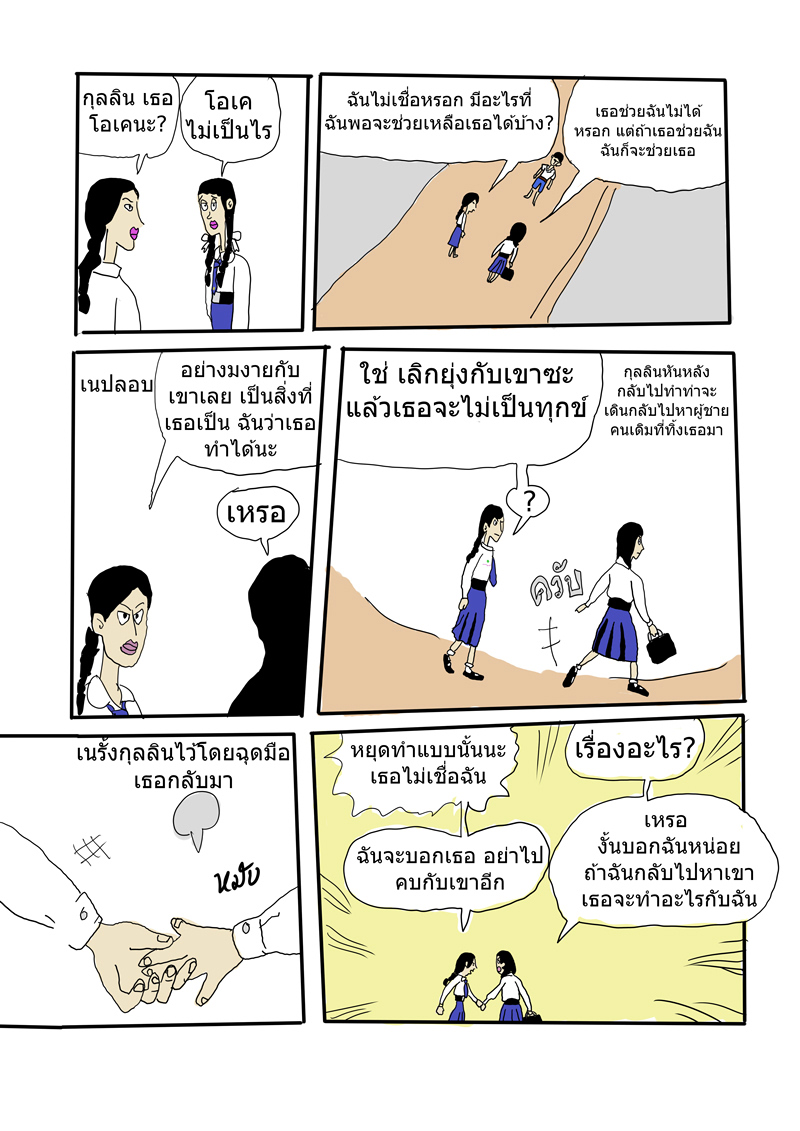 กุลลิน เธอ
โอเคนะ?
โอเค
ไม่เป็นไร
ฉันไม่เชื่อหรอก มีอะไรที่
ฉันพอจะช่วยเหลือเธอได้บ้าง?
เธอช่วยฉันไม่ได้
หรอก แต่ถ้าเธอช่วยฉัน
ฉันก็จะช่วยเธอ
เนปลอบ
อย่างมงายกับ
เขาเลย เป็นสิ่งที่
เธอเป็น ฉันว่าเธอ
ทำได้นะ
เหรอ
ใช่ เลิกยุ่งกับเขาซะ
แล้วเธอจะไม่เป็นทุกข์
กุลลินหันหลัง
กลับไปทำท่าจะ
เดินกลับไปหาผู้ชาย
คนเดิมที่ทิ้งเธอมา
?
ควับ
เนรั้งกุลลินไว้โดยฉุดมือ
เธอกลับมา
หมับ
6
หยุดทำแบบนั้นนะ
เธอไม่เชื่อฉัน
เรื่องอะไร?
ฉันจะบอกเธอ อย่าไป
คบกับเขาอีก
เหรอ
งั้นบอกฉันหน่อย
ถ้าฉันกลับไปหาเขา
เธอจะทำอะไรกับฉัน